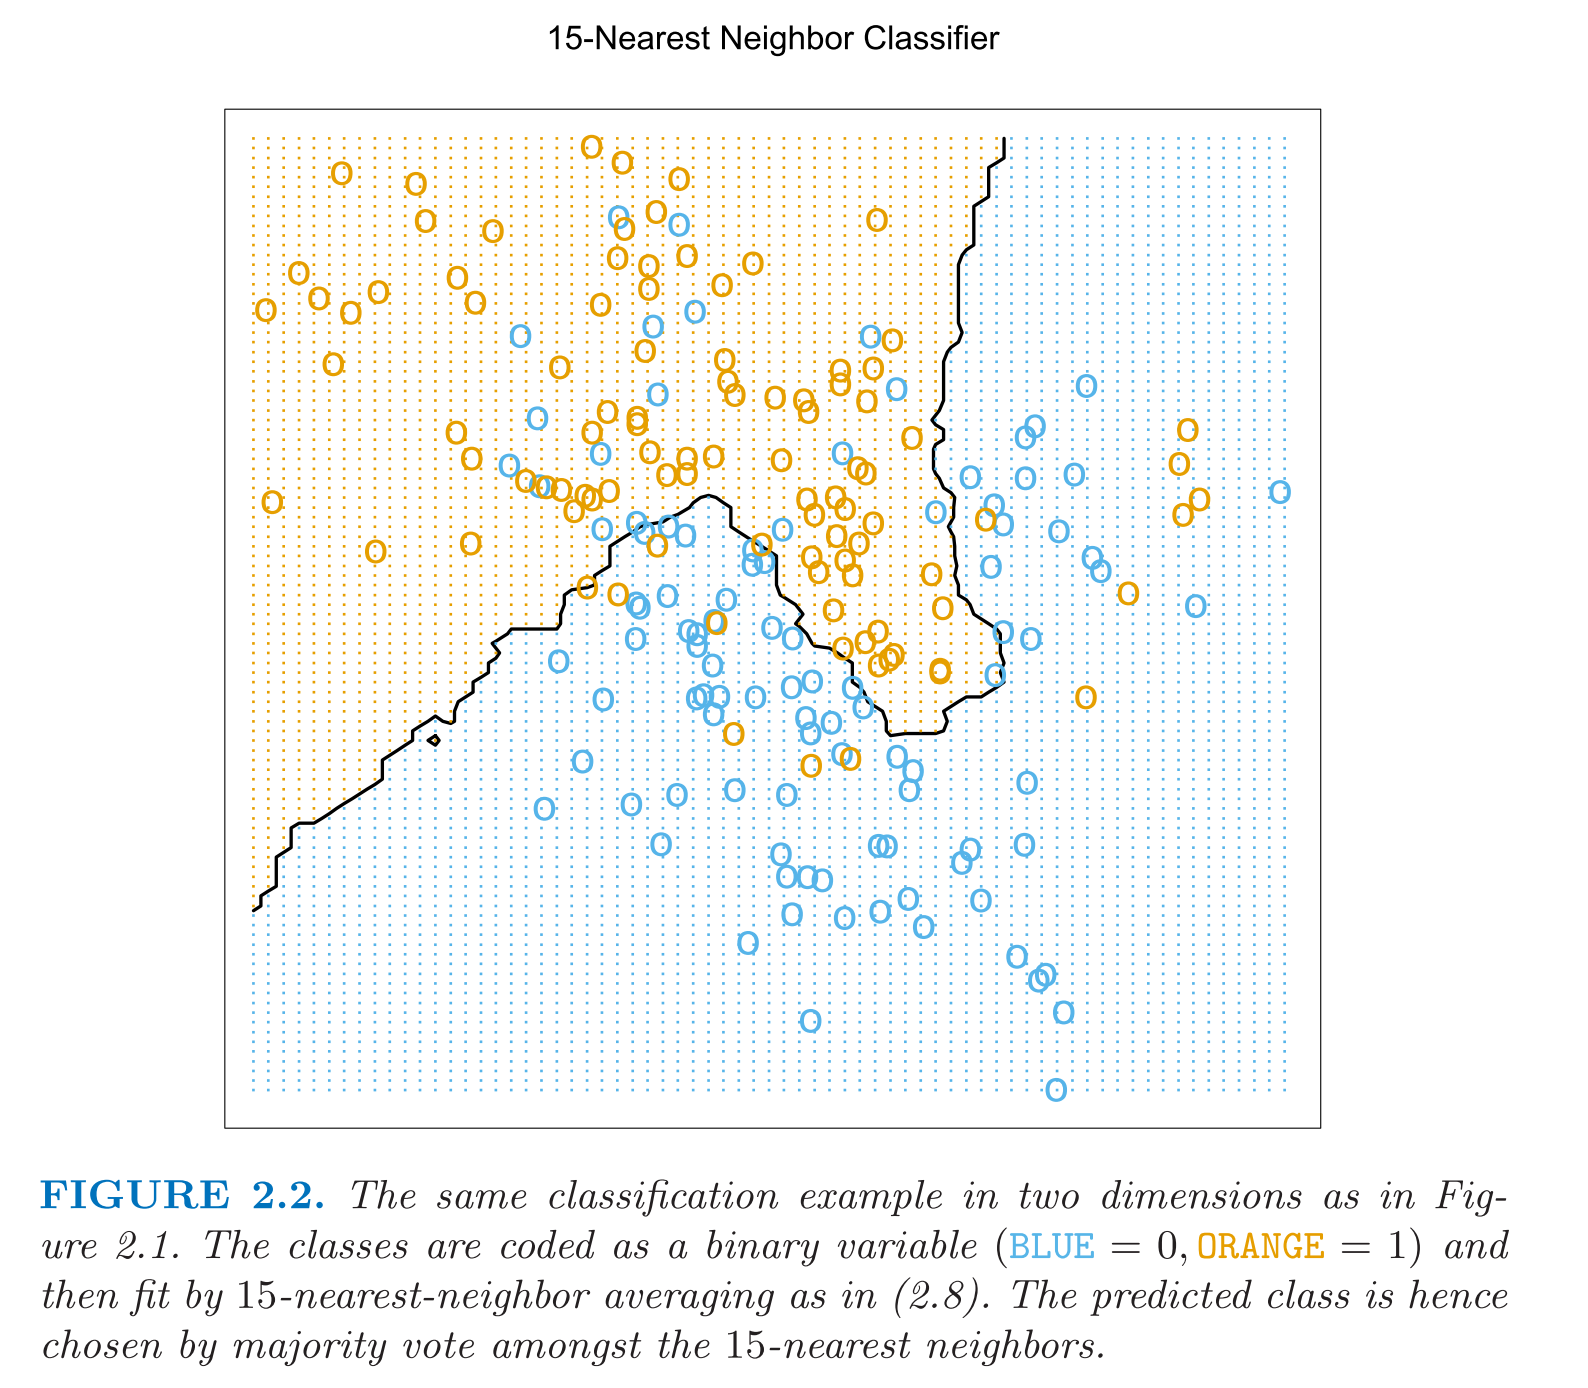 15-Nearest Neighbor Classifier
FIGURE 2.2. The same classification example in two dimensions as in Fig-
ure 2.1. The classes are coded as a binary variable (BLUE = 0, ORANGE = 1) and
then fit by 15-nearest-neighbor averaging as in (2.8). The predicted class is hence
chosen by majority vote amongst the 15-nearest neighbors.